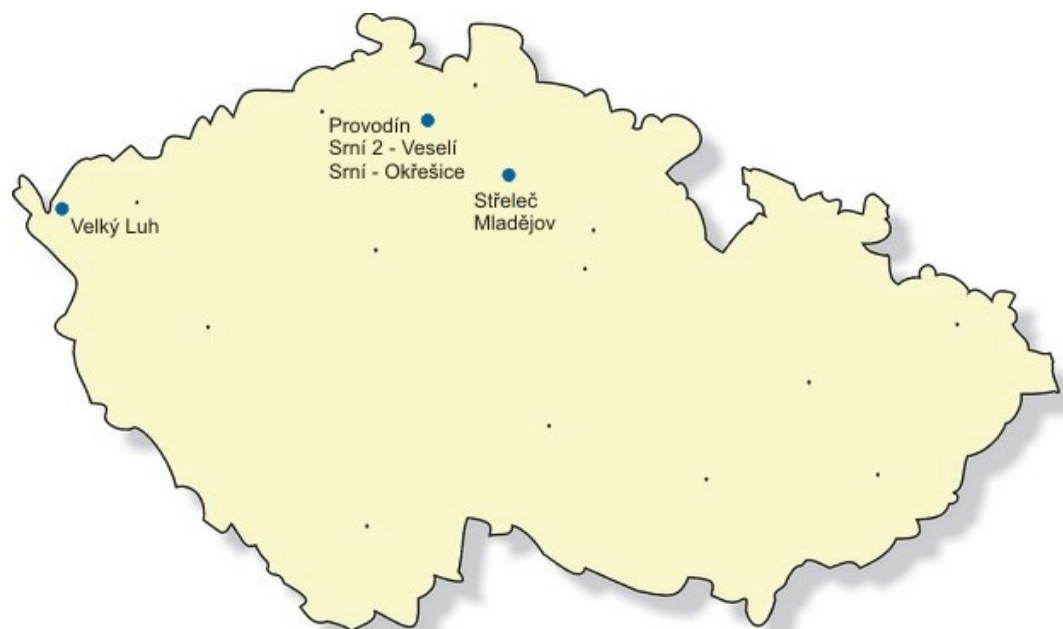 Provodín
Srní 2 - Veselí
Srní - Okřešice
Střeleč
Mladějov
Velký Luh